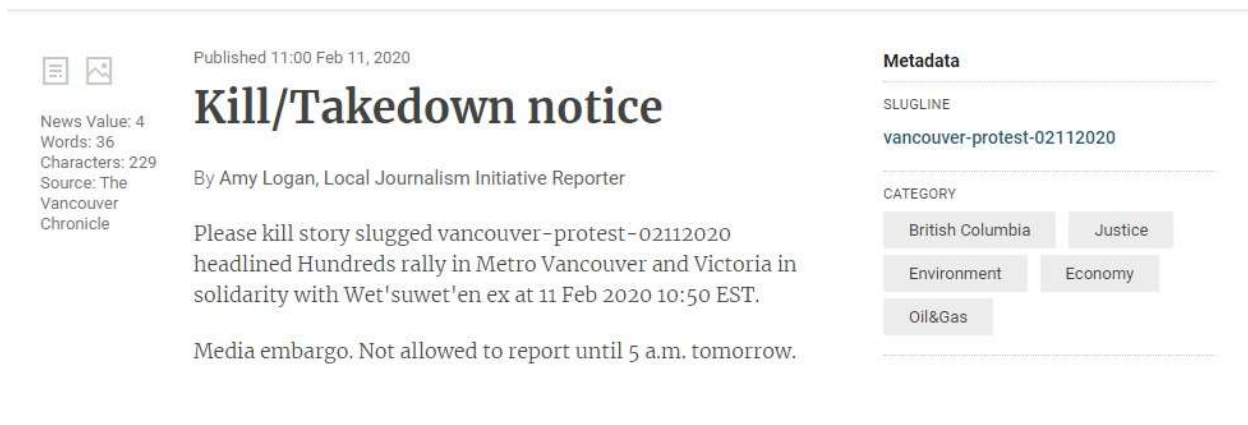 News Value: 4
Words: 36
Characters: 229
Source: The
Vancouver
Chronicle
Published 11:00 Feb 11, 2020
Kill/Takedown notice
By Amy Logan, Local Journalism Initiative Reporter
Please kill story slugged vancouver-protest-02112020
headlined Hundreds rally in Metro Vancouver and Victoria in
solidarity with Wet'suwet'en ex at 11 Feb 2020 10:50 EST.
Media embargo. Not allowed to report until 5 a.m. tomorrow.
Metadata
SLUGLINE
vancouver-protest-02112020
CATEGORY
British Columbia
Justice
Environment
Economy
Oil&Gas